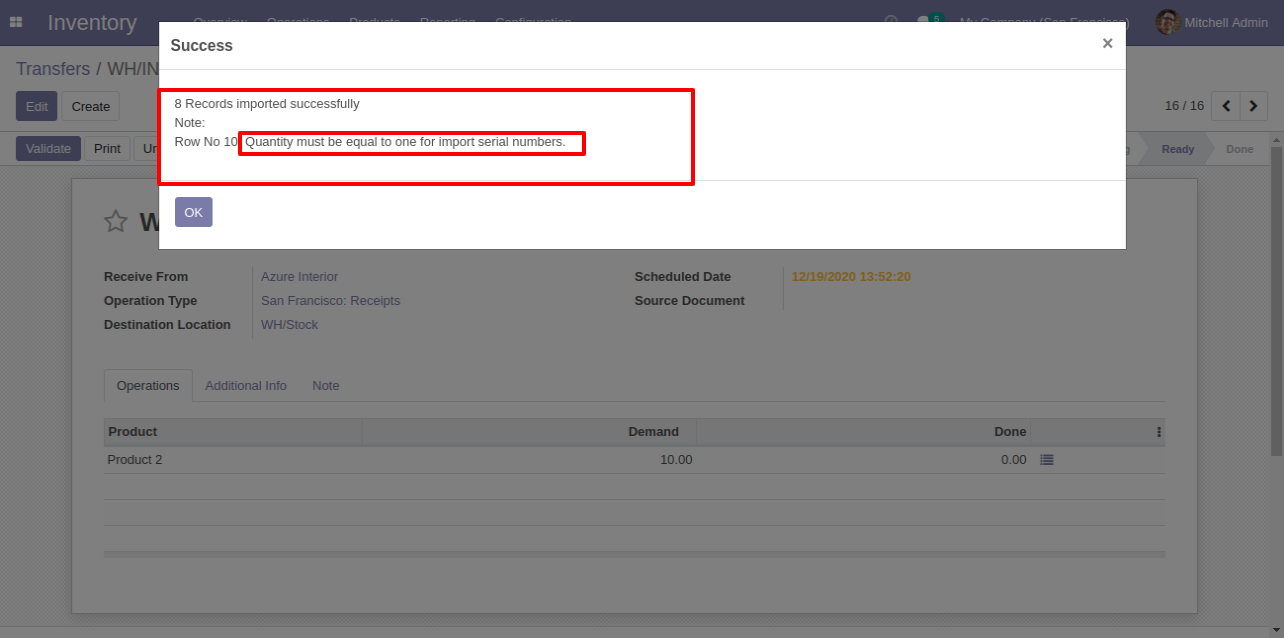 Inventory
Overview Operations Products Reporting Configuration
5
My Company (San Francisco)
Mitchell Admin
Transfers / WH/IN
Edit Create
16 / 16
Validate Print Un
Ready Done
Success ×
8 Records imported successfully
Note:
Row No 10 Quantity must be equal to one for import serial numbers.
OK
W
Receive From Azure Interior
Scheduled Date 12/19/2020 13:52:20
Operation Type San Francisco: Receipts
Source Document
Destination Location WH/Stock
Operations Additional Info Note
Product Demand Done
Product 2 10.00 0.00